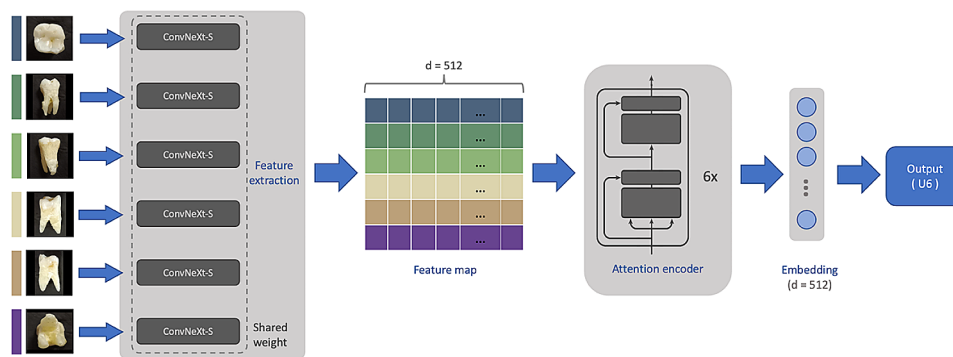 ConvNeXt-S
ConvNeXt-S
ConvNeXt-S
ConvNeXt-S
ConvNeXt-S
ConvNeXt-S
Feature
extraction
Shared
weight
d = 512
...
...
...
...
...
...
Feature map
6x
Attention encoder
Embedding
(d = 512)
Output
( U6 )